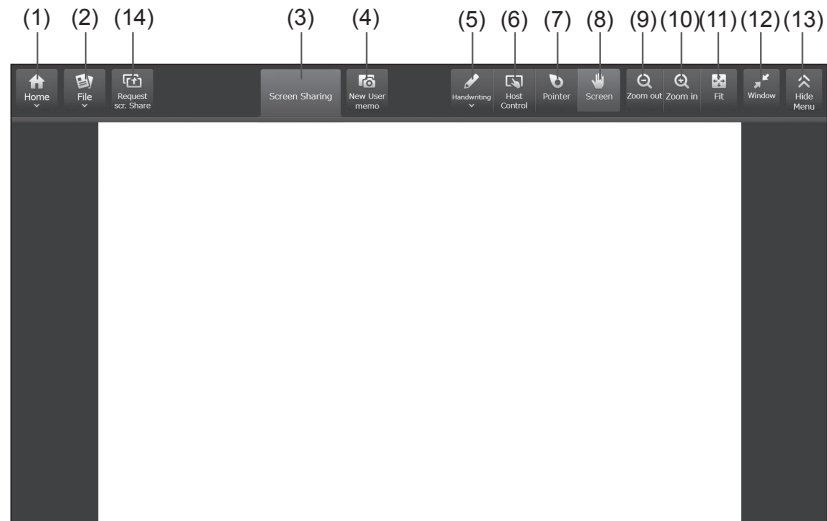 (1) (2) (14) (3) (4) (5) (6) (7) (8) (9) (10) (11) (12) (13)
Home File Request scr. Share Screen Sharing New User memo Handwriting Host Control Pointer Screen Zoom out Zoom in Fit Window Hide Menu